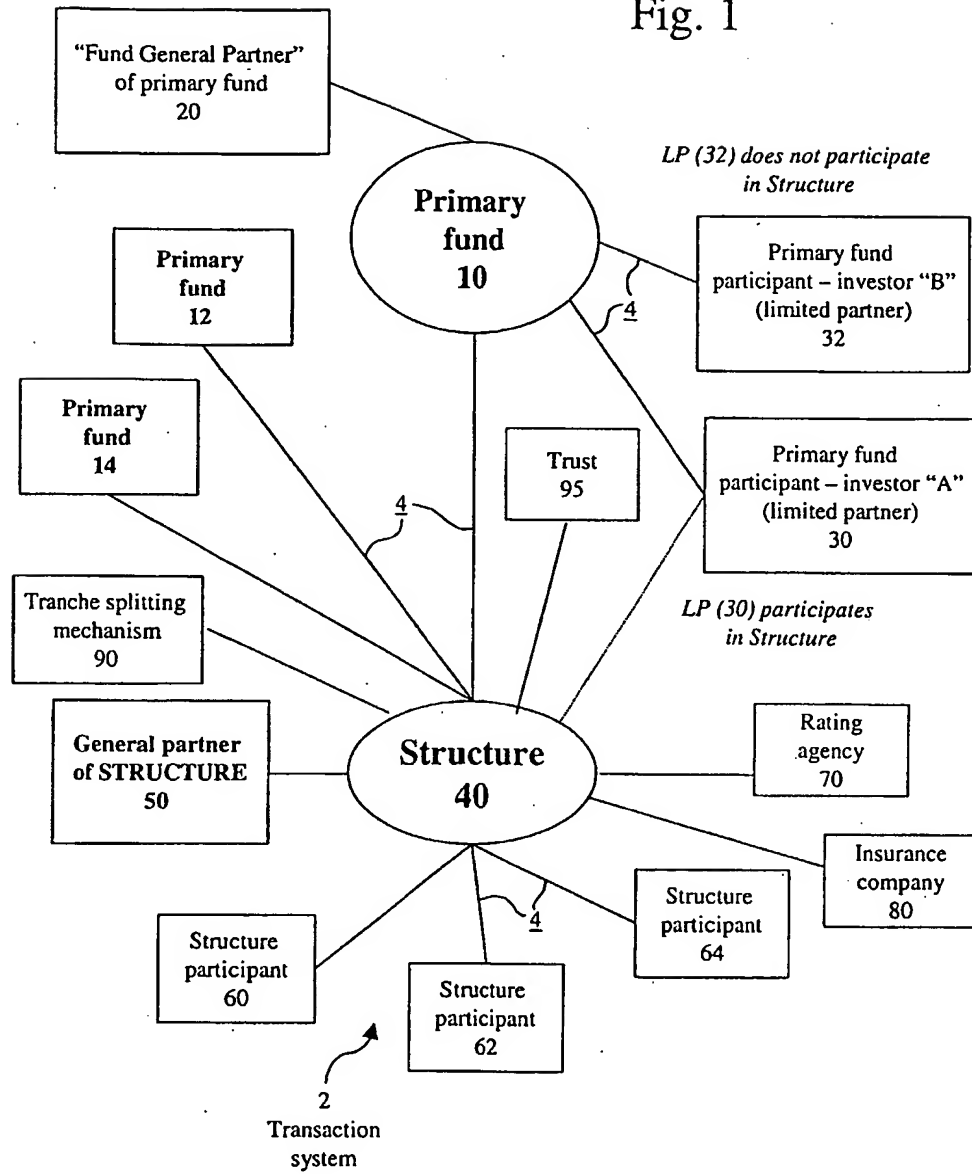 Fig. 1
"Fund General Partner"
of primary fund
20
Primary
fund
10
LP (32) does not participate
in Structure
Primary
fund
12
4
Primary fund
participant – investor "B"
(limited partner)
32
4
Primary
fund
14
Trust
95
Primary fund
participant – investor "A"
(limited partner)
30
4
Tranche splitting
mechanism
90
LP (30) participates
in Structure
General partner
of STRUCTURE
50
Structure
40
Rating
agency
70
Insurance
company
80
4
Structure
participant
60
Structure
participant
62
Structure
participant
64
2
Transaction
system